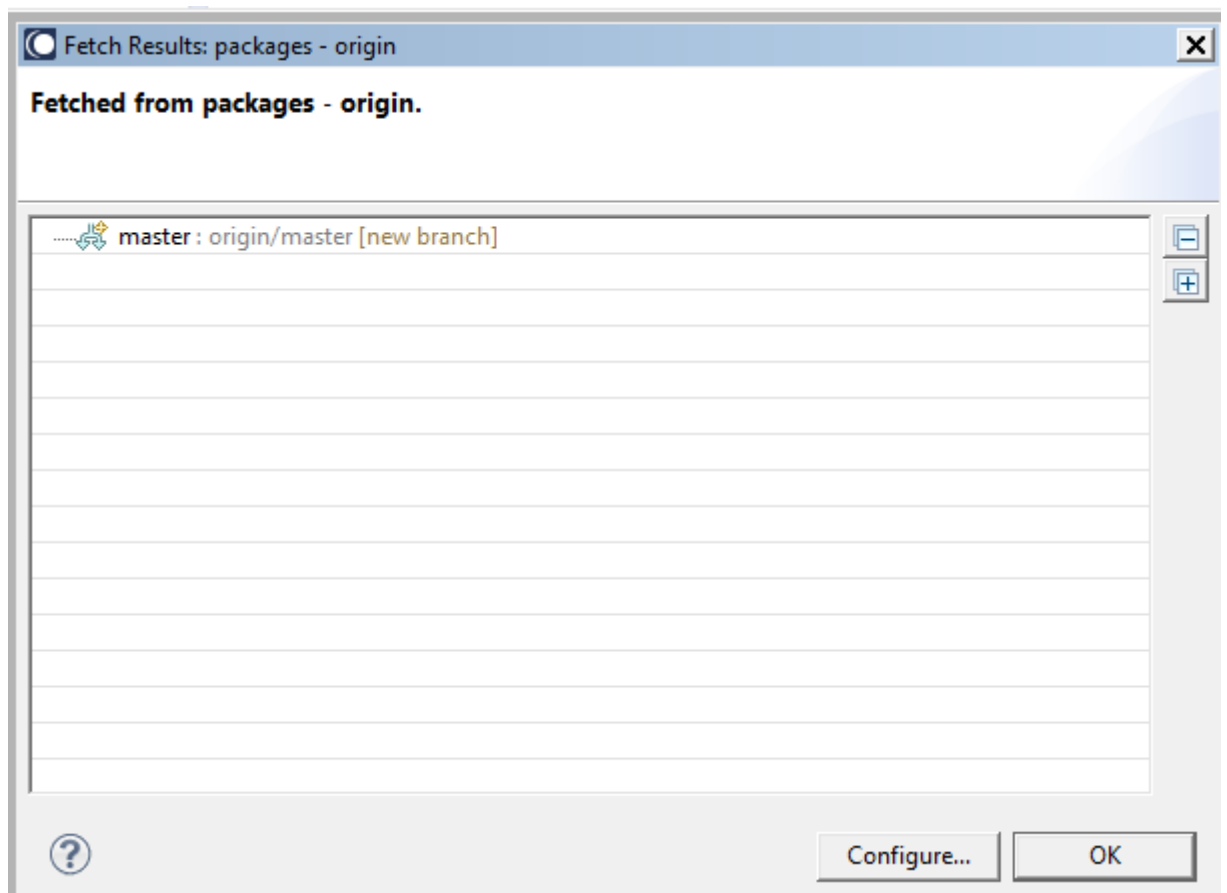 Fetch Results: packages - origin
Fetched from packages - origin.
master : origin/master [new branch]
Configure...
OK